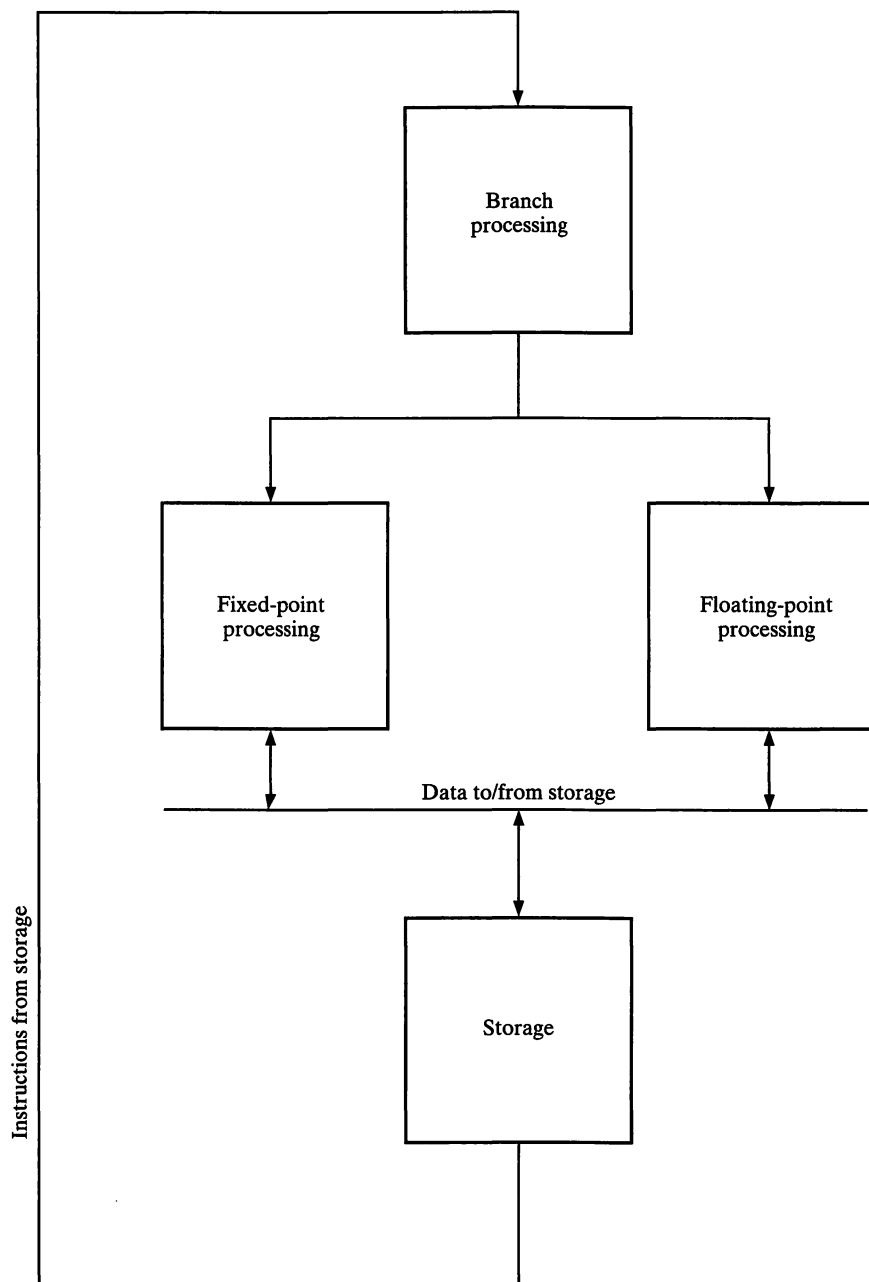 Branch
processing
Fixed-point
processing
Floating-point
processing
Data to/from storage
Storage
Instructions from storage